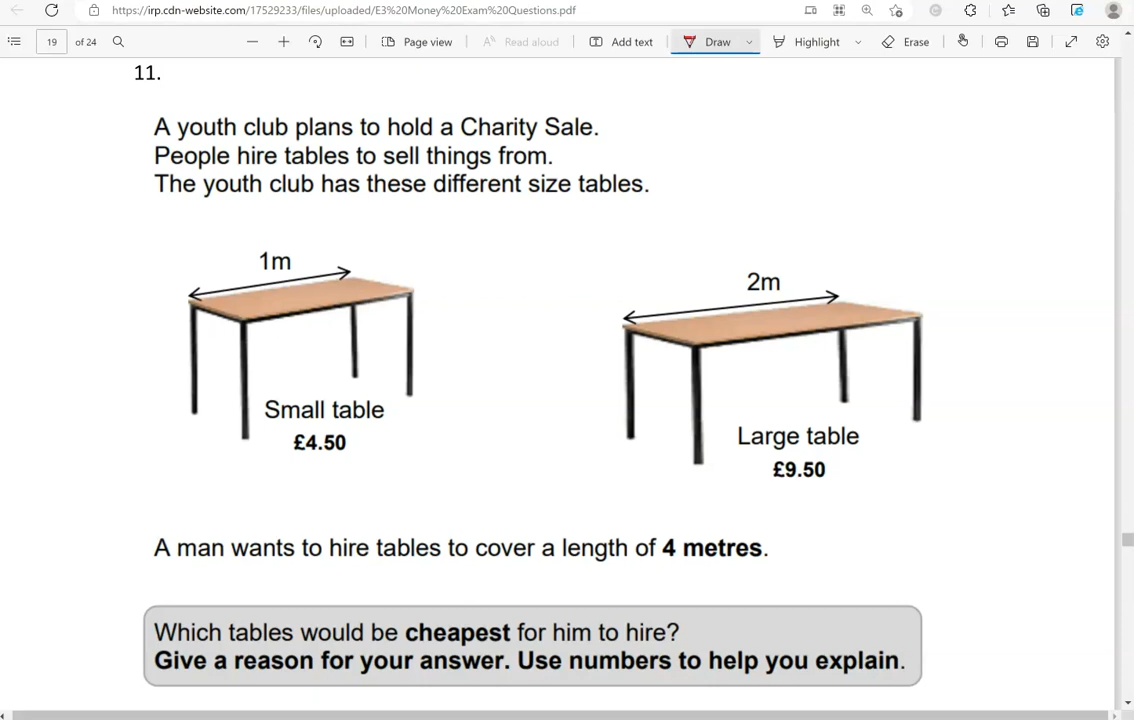 https://irp.cdn-website.com/17529233/files/uploaded/E3%20Money%20Exam%20Questions.pdf
19 of 24 Page view Read aloud Add text Draw Highlight Erase
11.
A youth club plans to hold a Charity Sale.
People hire tables to sell things from.
The youth club has these different size tables.
1m
2m
Small table
£4.50
Large table
£9.50
A man wants to hire tables to cover a length of 4 metres.
Which tables would be cheapest for him to hire?
Give a reason for your answer. Use numbers to help you explain.